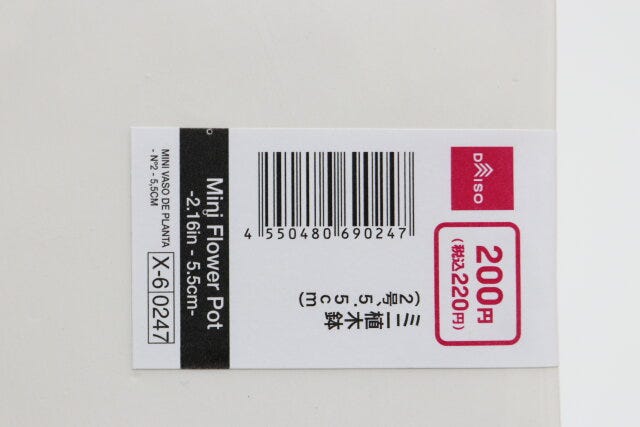 DAISO
200円
(税込220円)
4 550480 690247
ミニ植木鉢
(2号、5.5cm)
Mini Flower Pot
-2.16in - 5.5cm-
MINI VASO DE PLANTA
- Nº2 - 5,5CM
X-6 0247